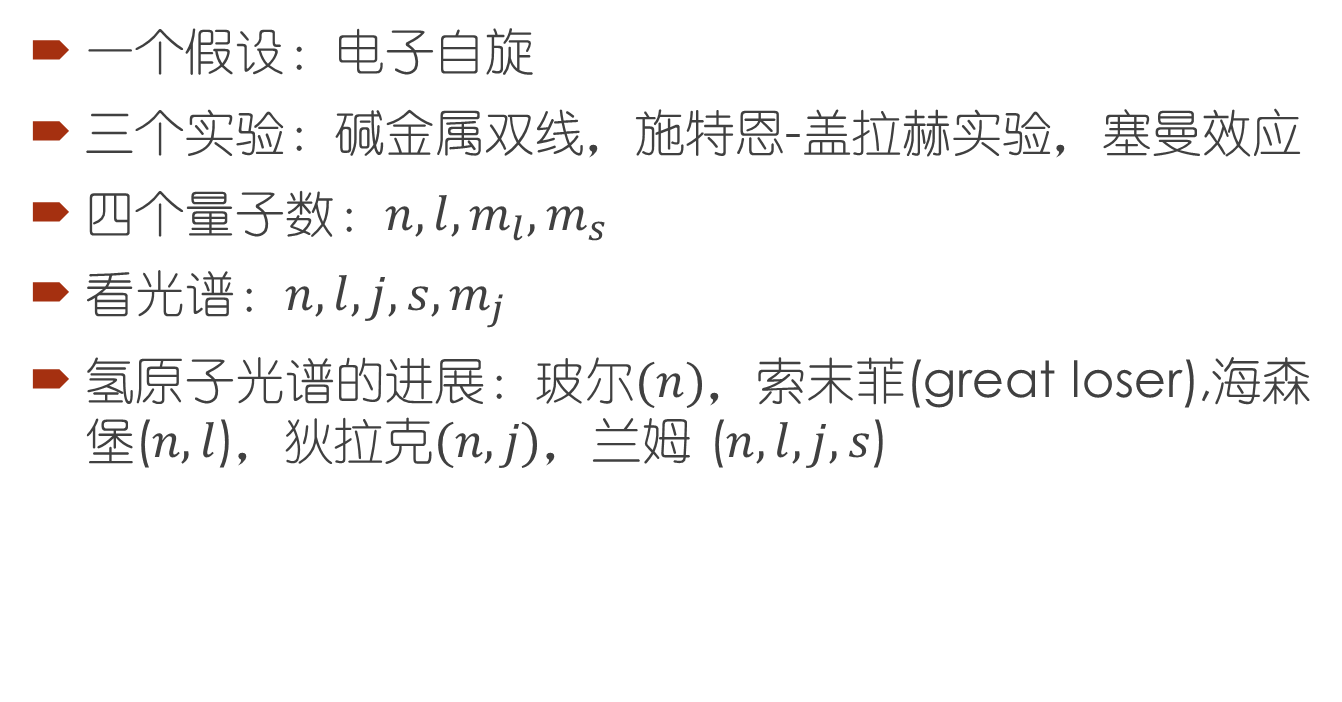 一个假设：电子自旋
三个实验：碱金属双线，施特恩-盖拉赫实验，塞曼效应
四个量子数：n, l, m_l, m_s
看光谱：n, l, j, s, m_j
氢原子光谱的进展：玻尔(n)，索末菲(great loser),海森
堡(n, l)，狄拉克(n, j)，兰姆 (n, l, j, s)